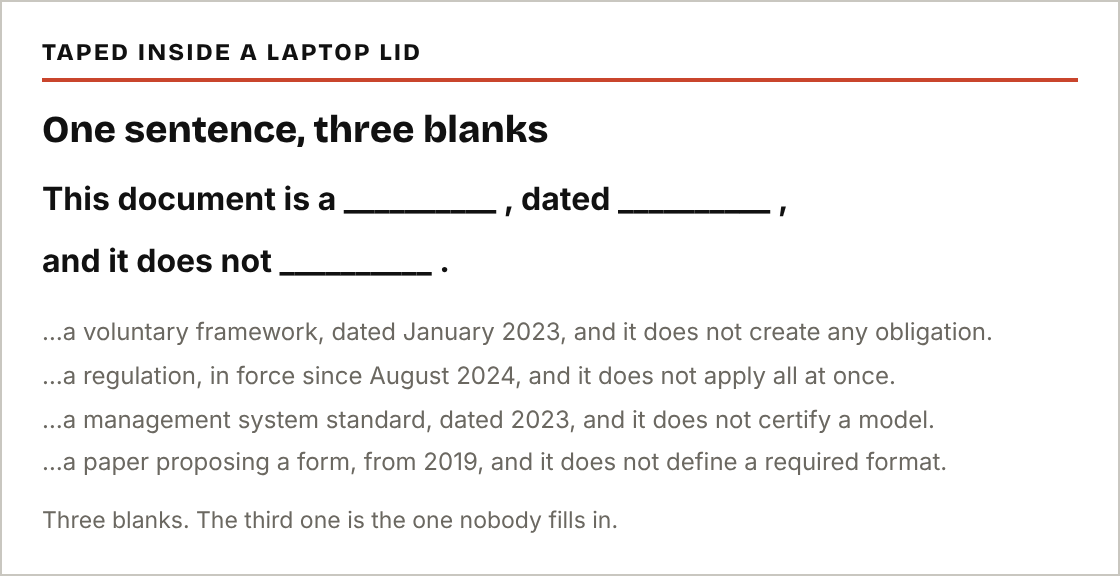 TAPED INSIDE A LAPTOP LID
One sentence, three blanks
This document is a __________ , dated __________ ,
and it does not __________ .
...a voluntary framework, dated January 2023, and it does not create any obligation.
...a regulation, in force since August 2024, and it does not apply all at once.
...a management system standard, dated 2023, and it does not certify a model.
...a paper proposing a form, from 2019, and it does not define a required format.
Three blanks. The third one is the one nobody fills in.